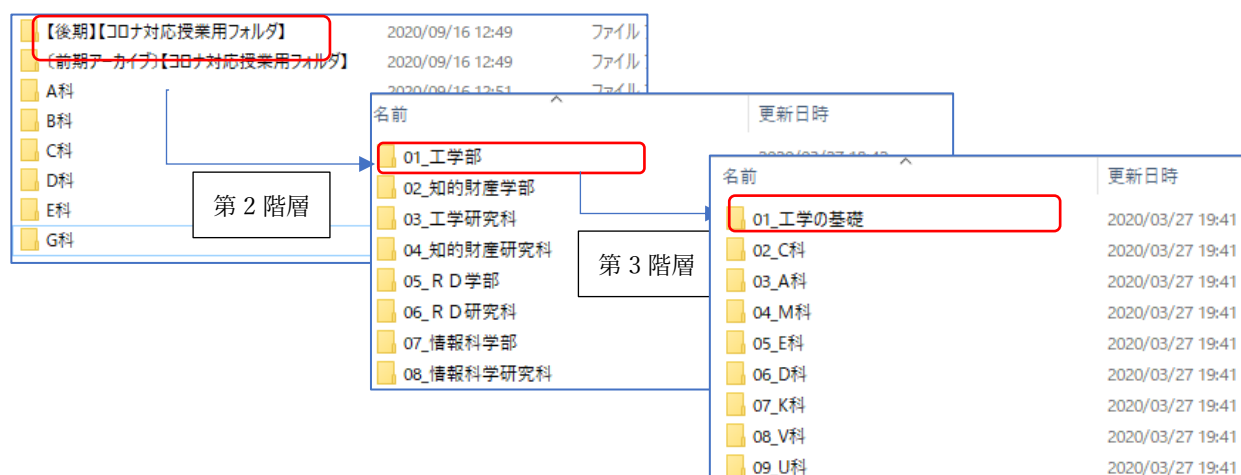 【後期】【コロナ対応授業用フォルダ】 2020/09/16 12:49 ファイル
(前期アーカイブ)【コロナ対応授業用フォルダ】 2020/09/16 12:49 ファイル
A科 2020/09/16 12:51 ファイル
B科
C科
D科
E科
G科
第2階層
名前 更新日時
01_工学部
02_知的財産学部
03_工学研究科
04_知的財産研究科
05_RD学部
06_RD研究科
07_情報科学部
08_情報科学研究科
第3階層
名前 更新日時
01_工学の基礎 2020/03/27 19:41
02_C科 2020/03/27 19:41
03_A科 2020/03/27 19:41
04_M科 2020/03/27 19:41
05_E科 2020/03/27 19:41
06_D科 2020/03/27 19:41
07_K科 2020/03/27 19:41
08_V科 2020/03/27 19:41
09_U科 2020/03/27 19:41